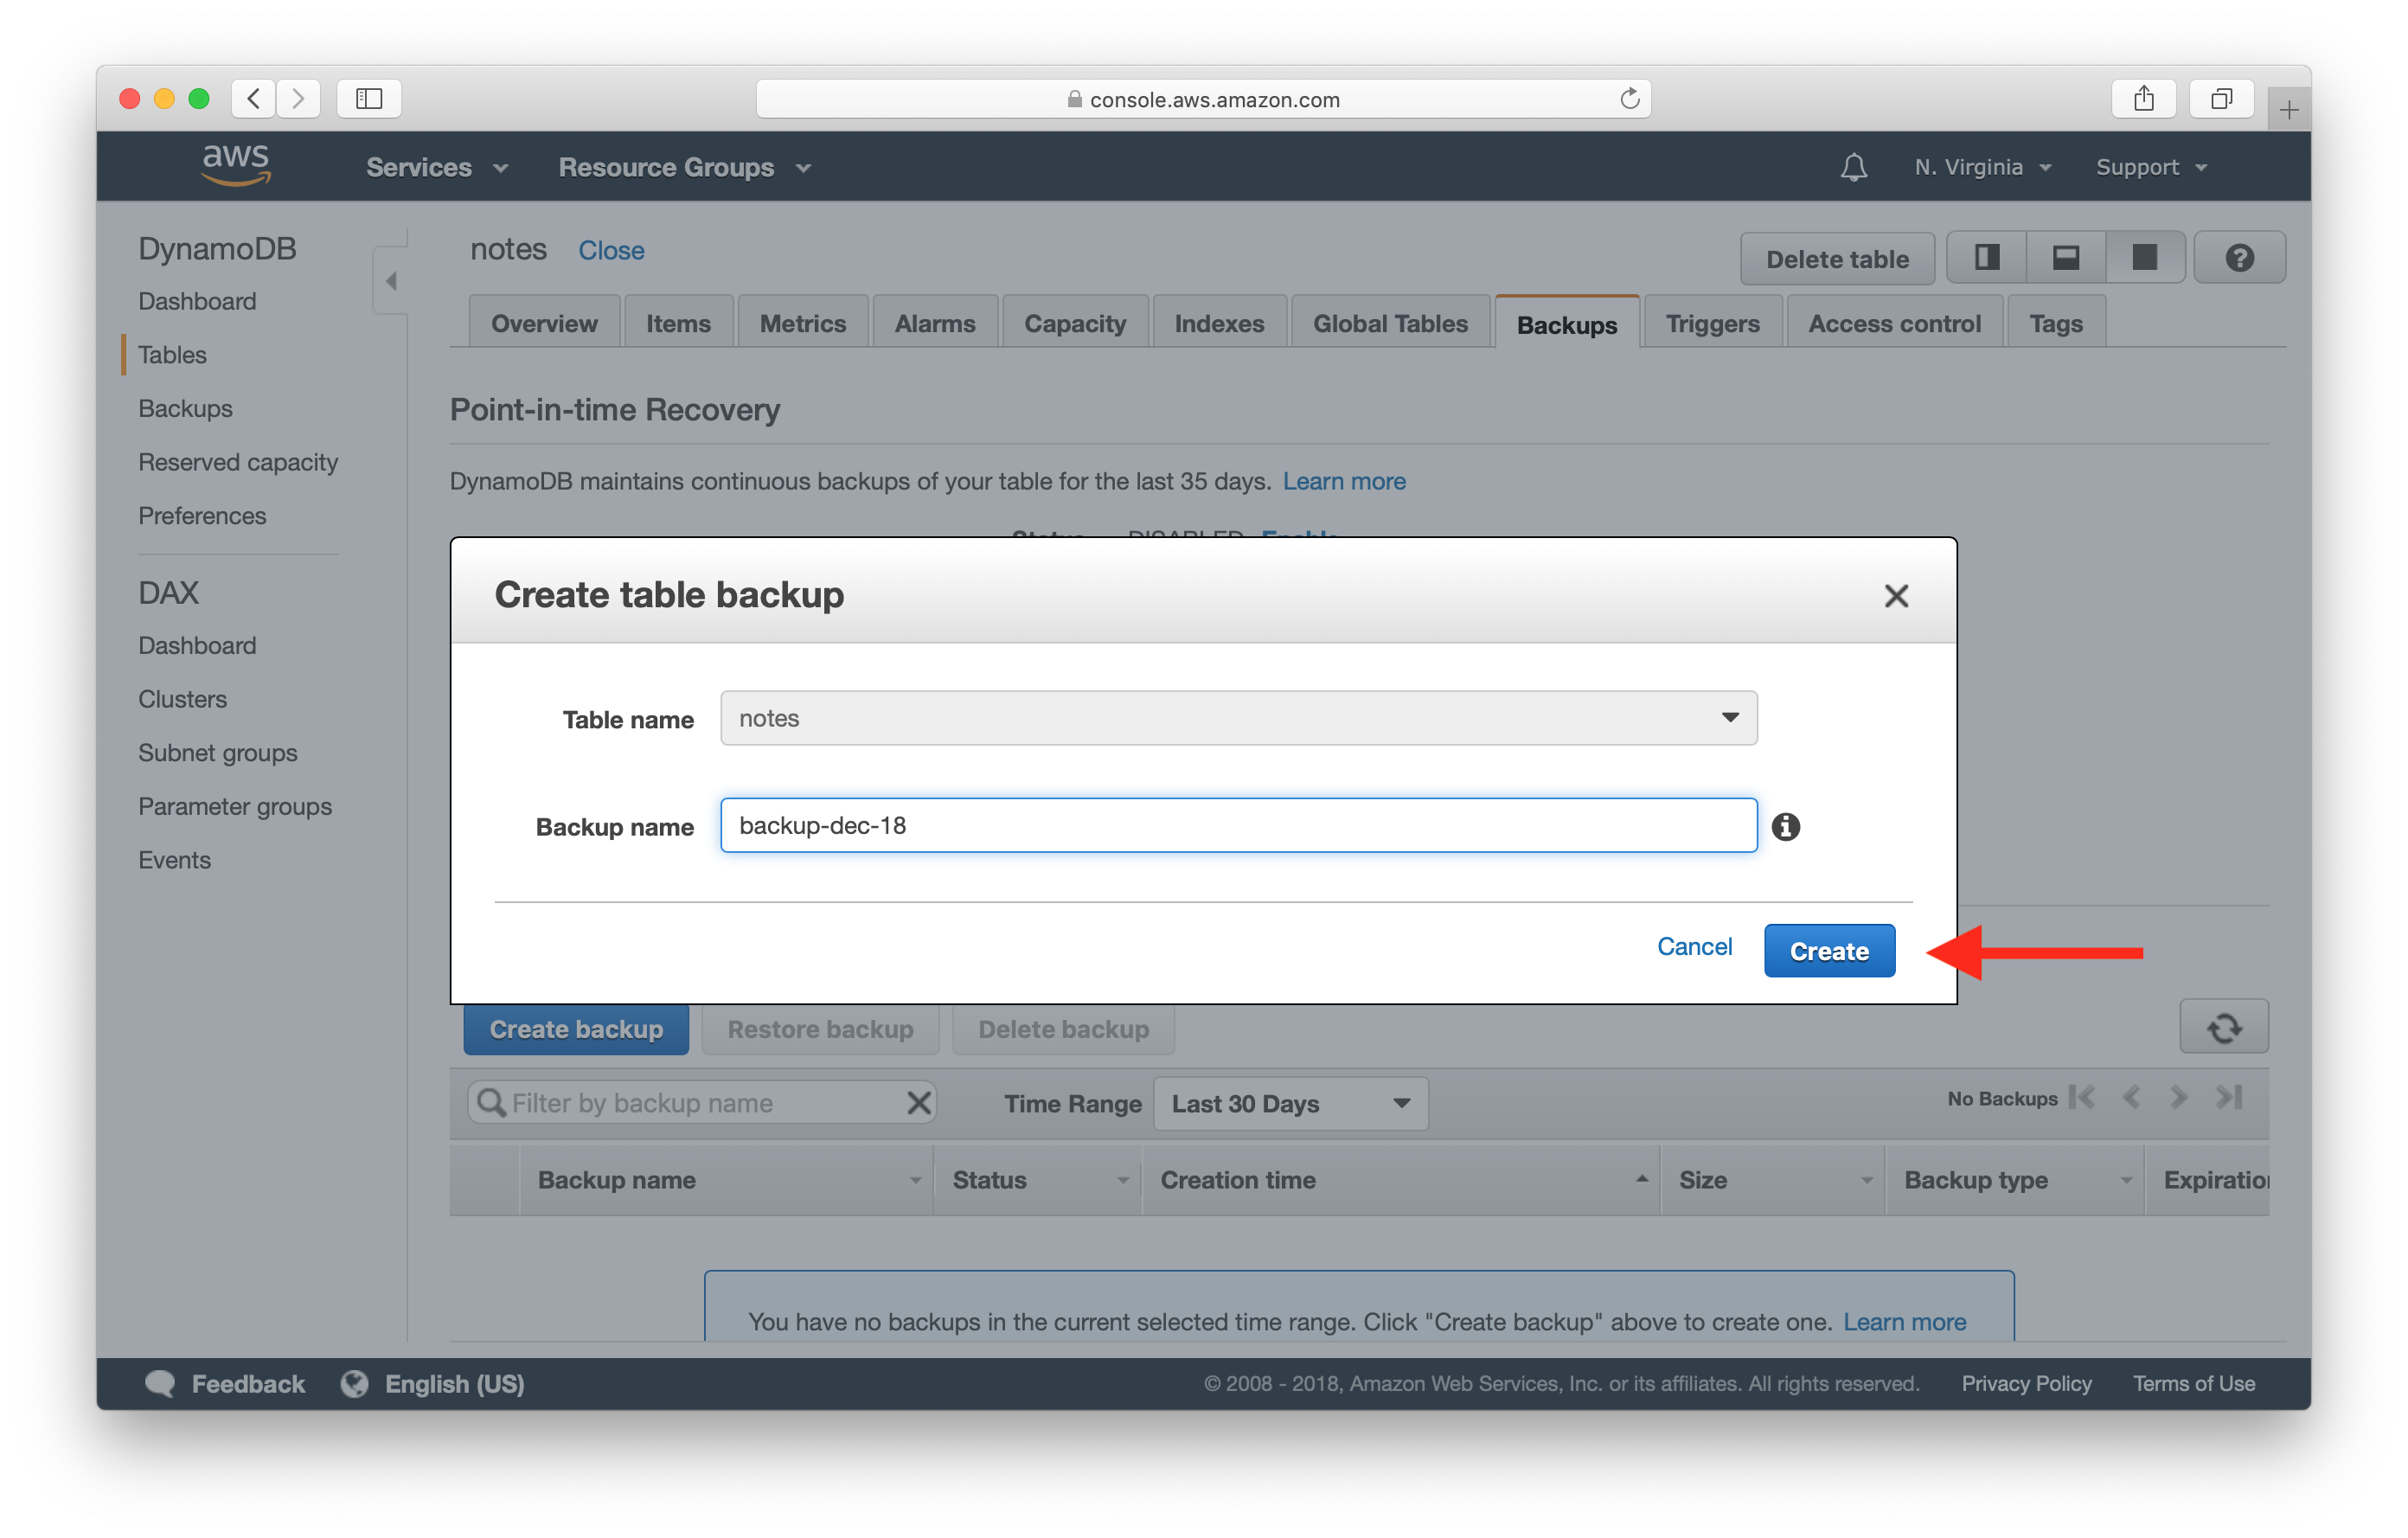 console.aws.amazon.com
aws Services Resource Groups N. Virginia Support
DynamoDB
Dashboard
Tables
Backups
Reserved capacity
Preferences
DAX
Dashboard
Clusters
Subnet groups
Parameter groups
Events
notes Close Delete table
Overview Items Metrics Alarms Capacity Indexes Global Tables Backups Triggers Access control Tags
Point-in-time Recovery
DynamoDB maintains continuous backups of your table for the last 35 days. Learn more
Status DISABLED Enable
Create table backup
Table name notes
Backup name backup-dec-18
Cancel Create
Create backup Restore backup Delete backup
Filter by backup name Time Range Last 30 Days No Backups
Backup name Status Creation time Size Backup type
You have no backups in the current selected time range. Click "Create backup" above to create one. Learn more
Feedback English (US) © 2008 - 2018, Amazon Web Services, Inc. or its affiliates. All rights reserved. Privacy Policy Terms of Use